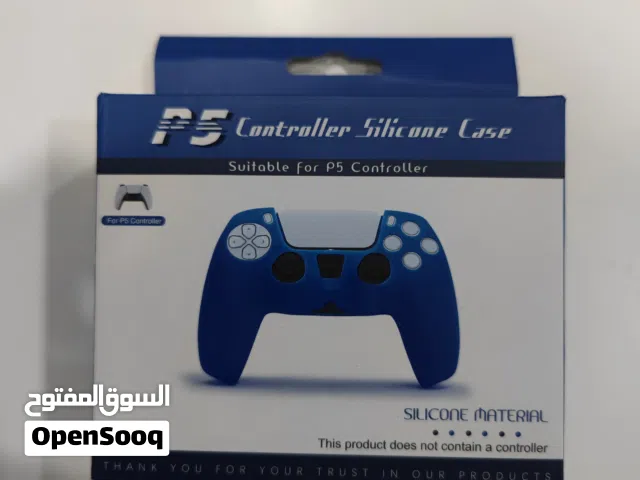 P5 Controller Silicone Case
Suitable for P5 Controller
For P5 Controller
SILICONE MATERIAL
This product does not contain a controller
THANK YOU FOR YOUR TRUST IN OUR PRODUCTS
السوق المفتوح
OpenSooq